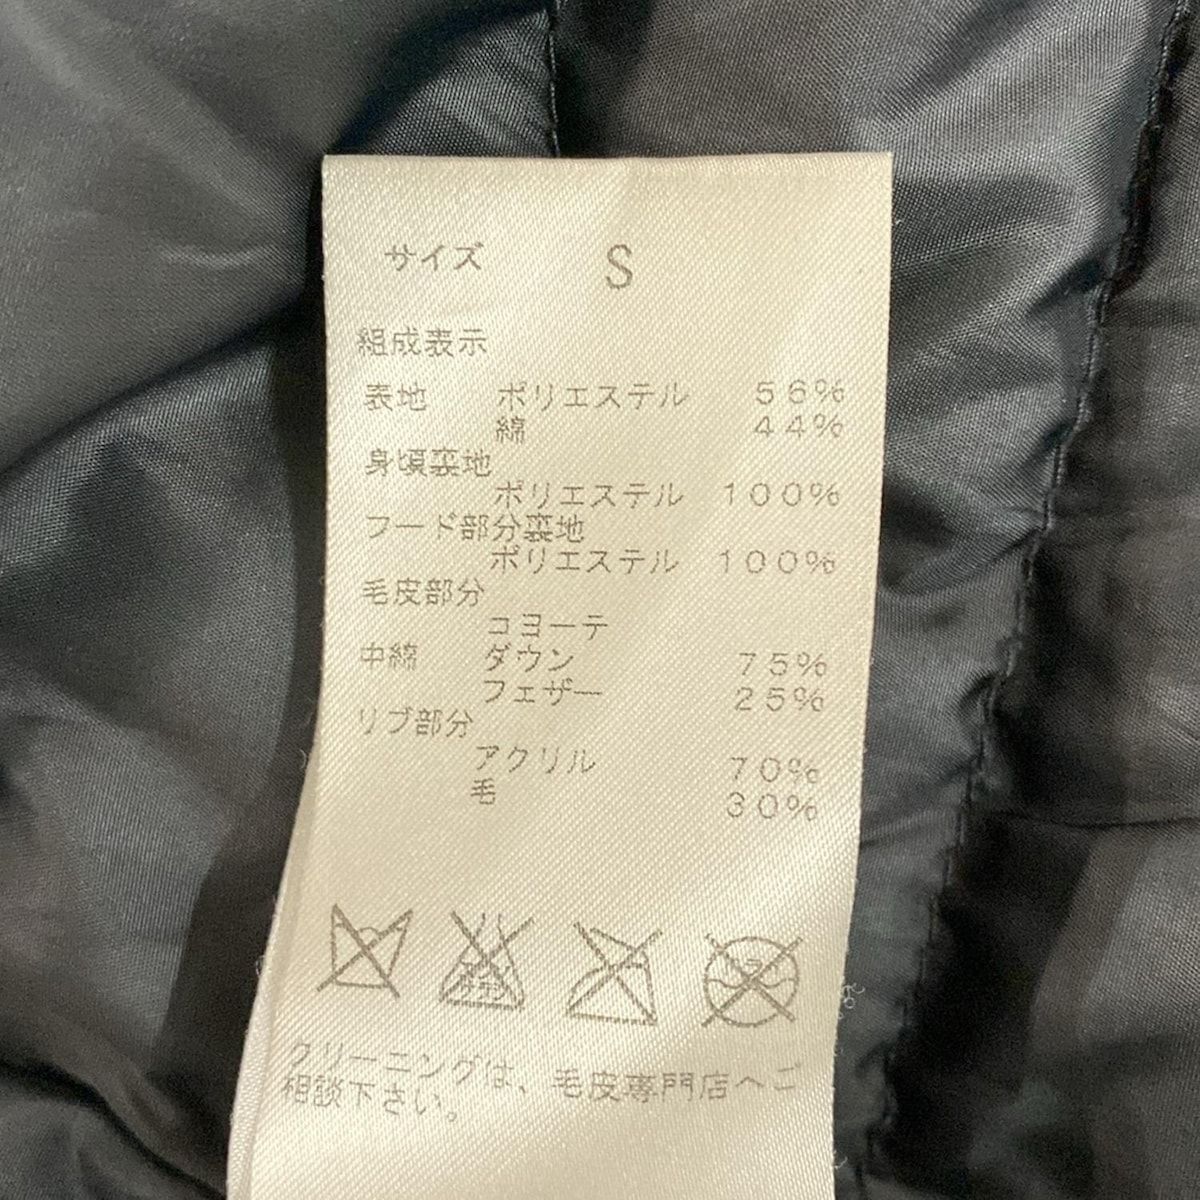 サイズ S
組成表示
表地 ポリエステル 56%
綿 44%
身頃裏地
ポリエステル 100%
フード部分裏地
ポリエステル 100%
毛皮部分
コヨーテ
中綿 ダウン 75%
フェザー 25%
リブ部分
アクリル 70%
毛 30%
クリーニングは、毛皮専門店へご
相談下さい。